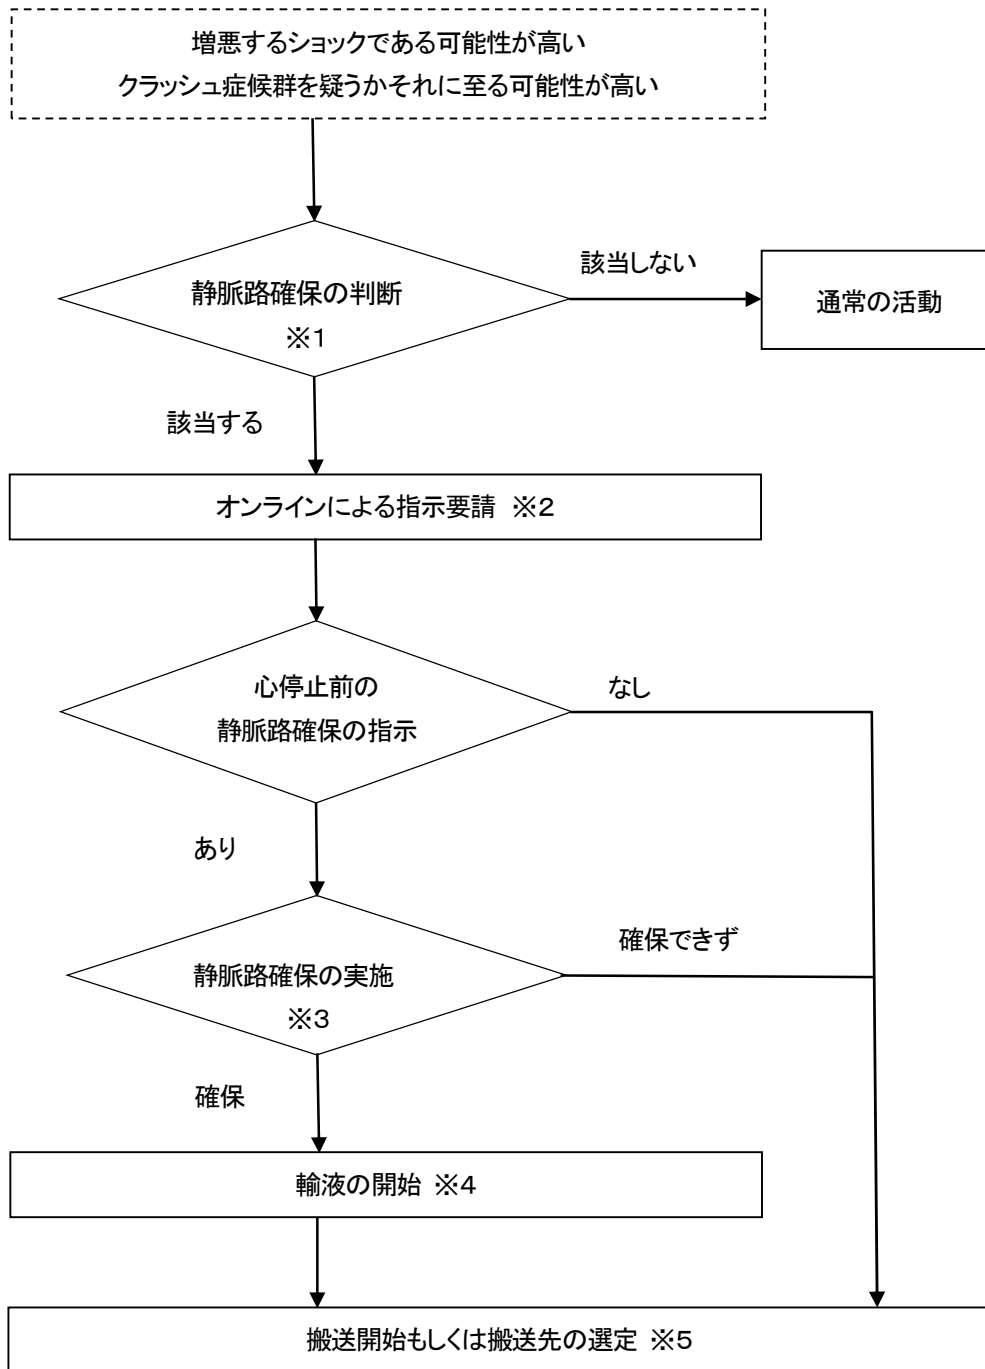 増悪するショックである可能性が高い
クラッシュ症候群を疑うかそれに至る可能性が高い
静脈路確保の判断
※1
該当しない
通常の活動
該当する
オンラインによる指示要請 ※2
心停止前の
静脈路確保の指示
なし
あり
静脈路確保の実施
※3
確保できず
確保
輸液の開始 ※4
搬送開始もしくは搬送先の選定 ※5